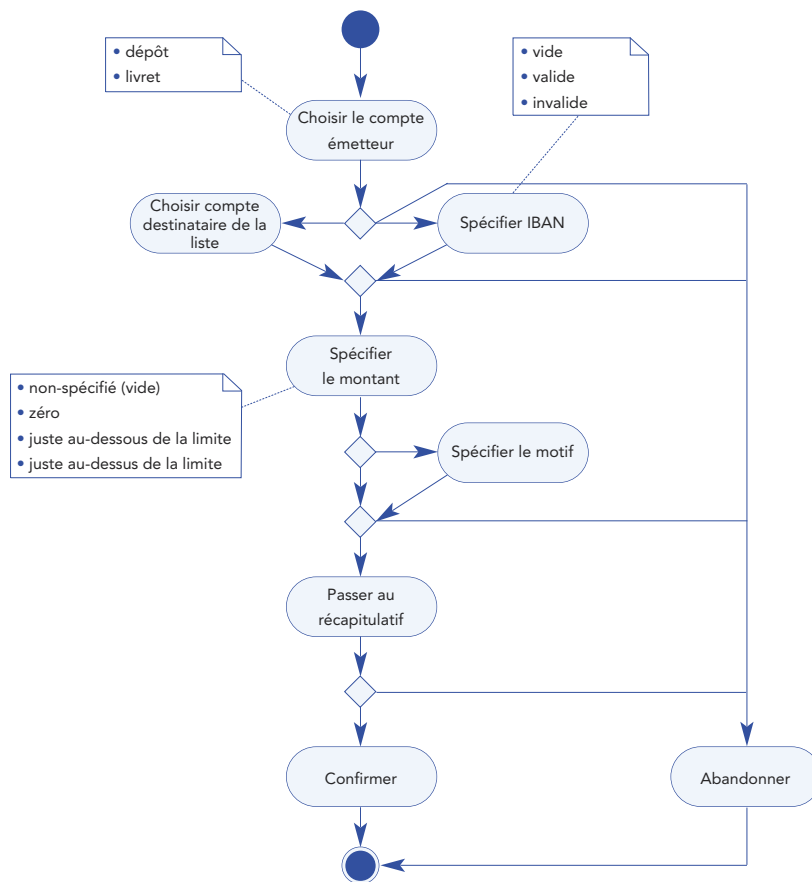 • dépôt
• livret
• vide
• valide
• invalide
Choisir le compte
émetteur
Choisir compte
destinataire de la
liste
Spécifier IBAN
Spécifier
le montant
• non-spécifié (vide)
• zéro
• juste au-dessous de la limite
• juste au-dessus de la limite
Spécifier le motif
Passer au
récapitulatif
Confirmer
Abandonner